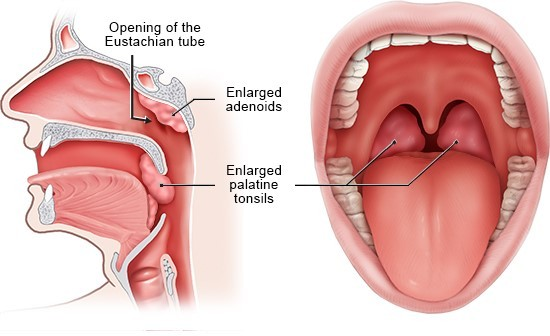 Opening of the
Eustachian tube
Enlarged
adenoids
Enlarged
palatine
tonsils